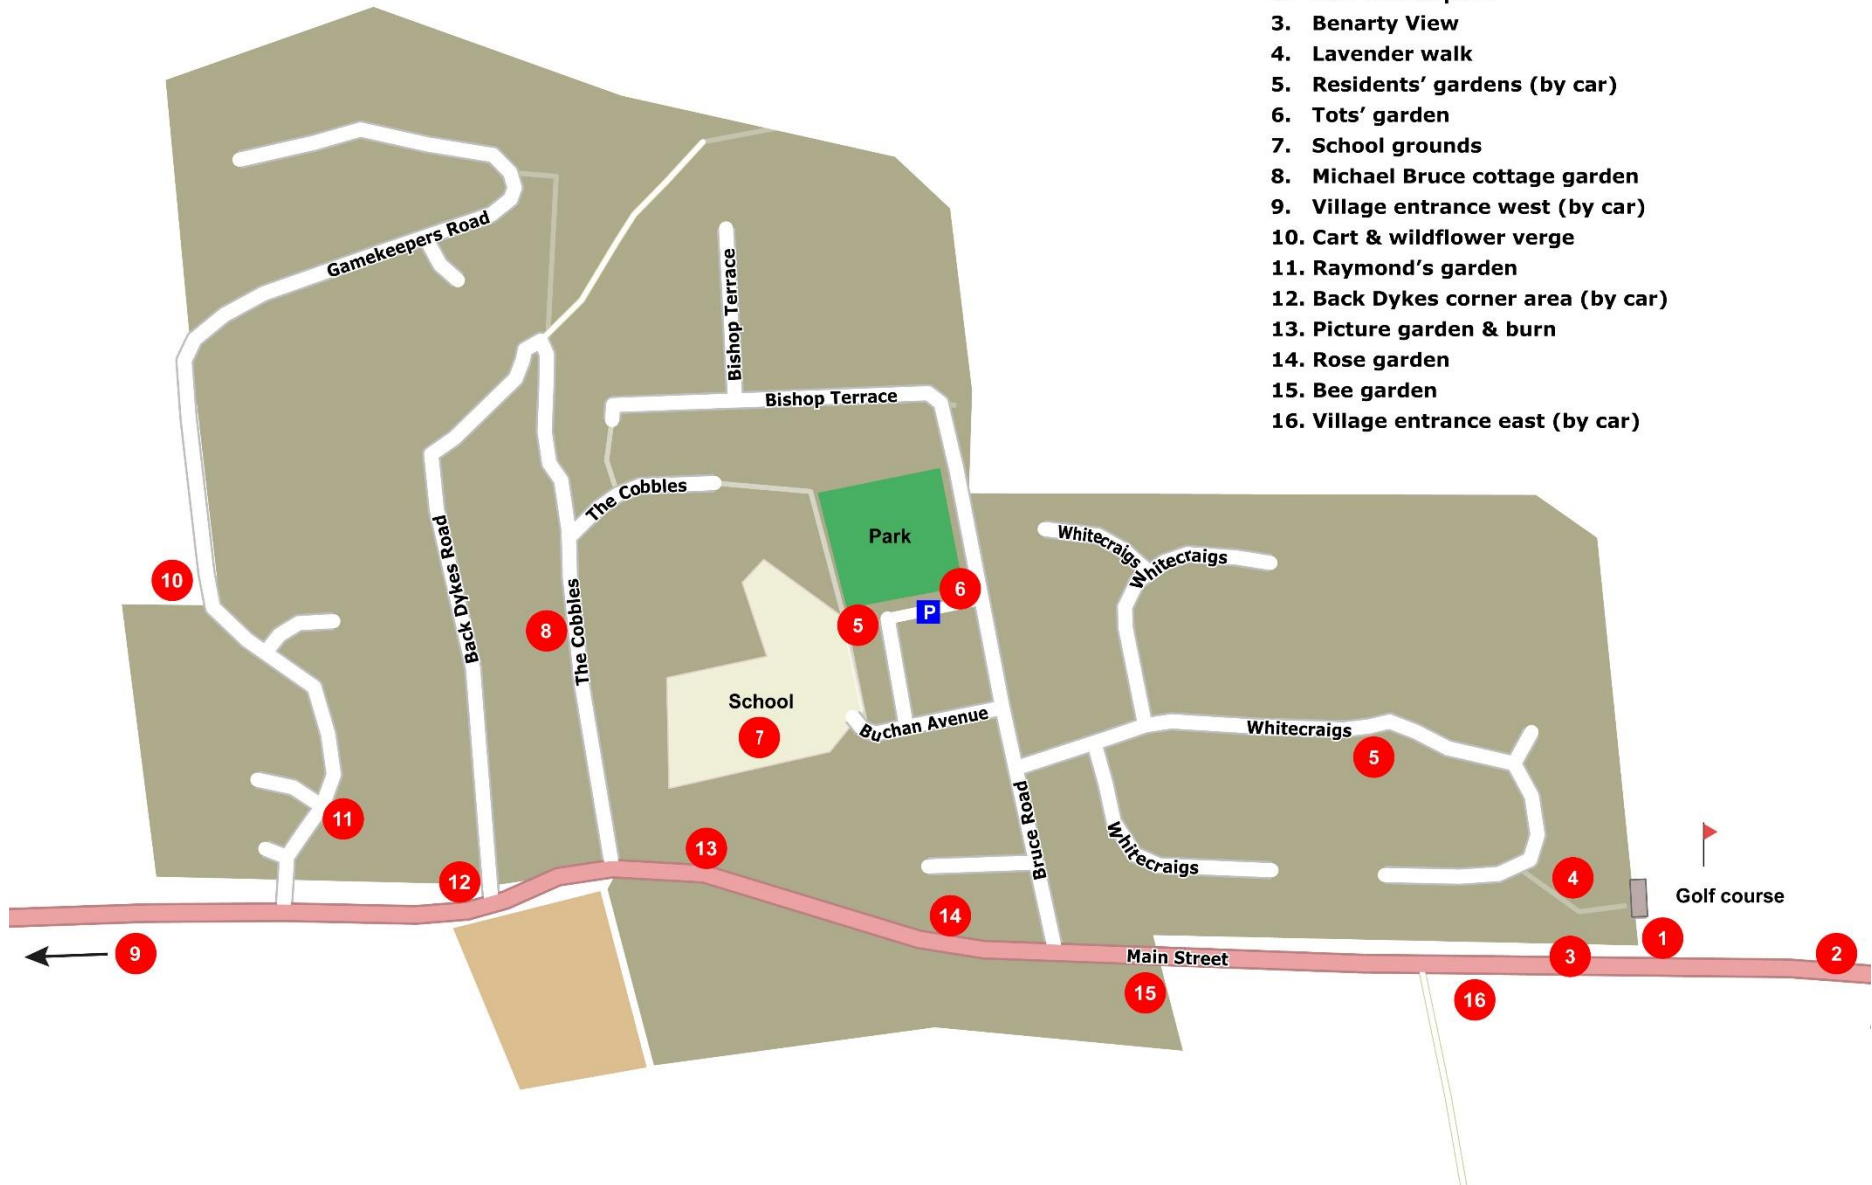 3. Benarty View
4. Lavender walk
5. Residents’ gardens (by car)
6. Tots’ garden
7. School grounds
8. Michael Bruce cottage garden
9. Village entrance west (by car)
10. Cart & wildflower verge
11. Raymond’s garden
12. Back Dykes corner area (by car)
13. Picture garden & burn
14. Rose garden
15. Bee garden
16. Village entrance east (by car)
Gamekeepers Road
Bishop Terrace
Bishop Terrace
The Cobbles
Park
Whitecraigs
Whitecraigs
Back Dykes Road
10
8
The Cobbles
6
P
5
School
7
Buchan Avenue
Whitecraigs
5
11
Bruce Road
Whitecraigs
13
12
4
Golf course
14
1
9
Main Street
3
2
15
16